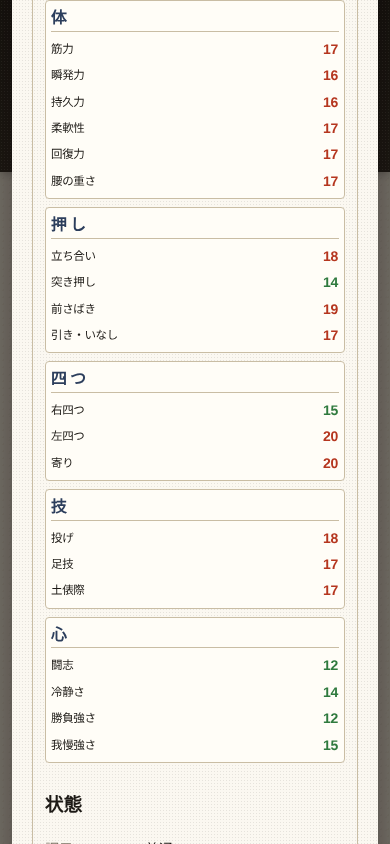 体
筋力 17
瞬発力 16
持久力 16
柔軟性 17
回復力 17
腰の重さ 17
押し
立ち合い 18
突き押し 14
前さばき 19
引き・いなし 17
四つ
右四つ 15
左四つ 20
寄り 20
技
投げ 18
足技 17
土俵際 17
心
闘志 12
冷静さ 14
勝負強さ 12
我慢強さ 15
状態